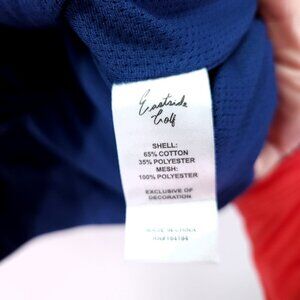 Eastside
Golf
SHELL:
65% COTTON
35% POLYESTER
MESH:
100% POLYESTER
EXCLUSIVE OF
DECORATION